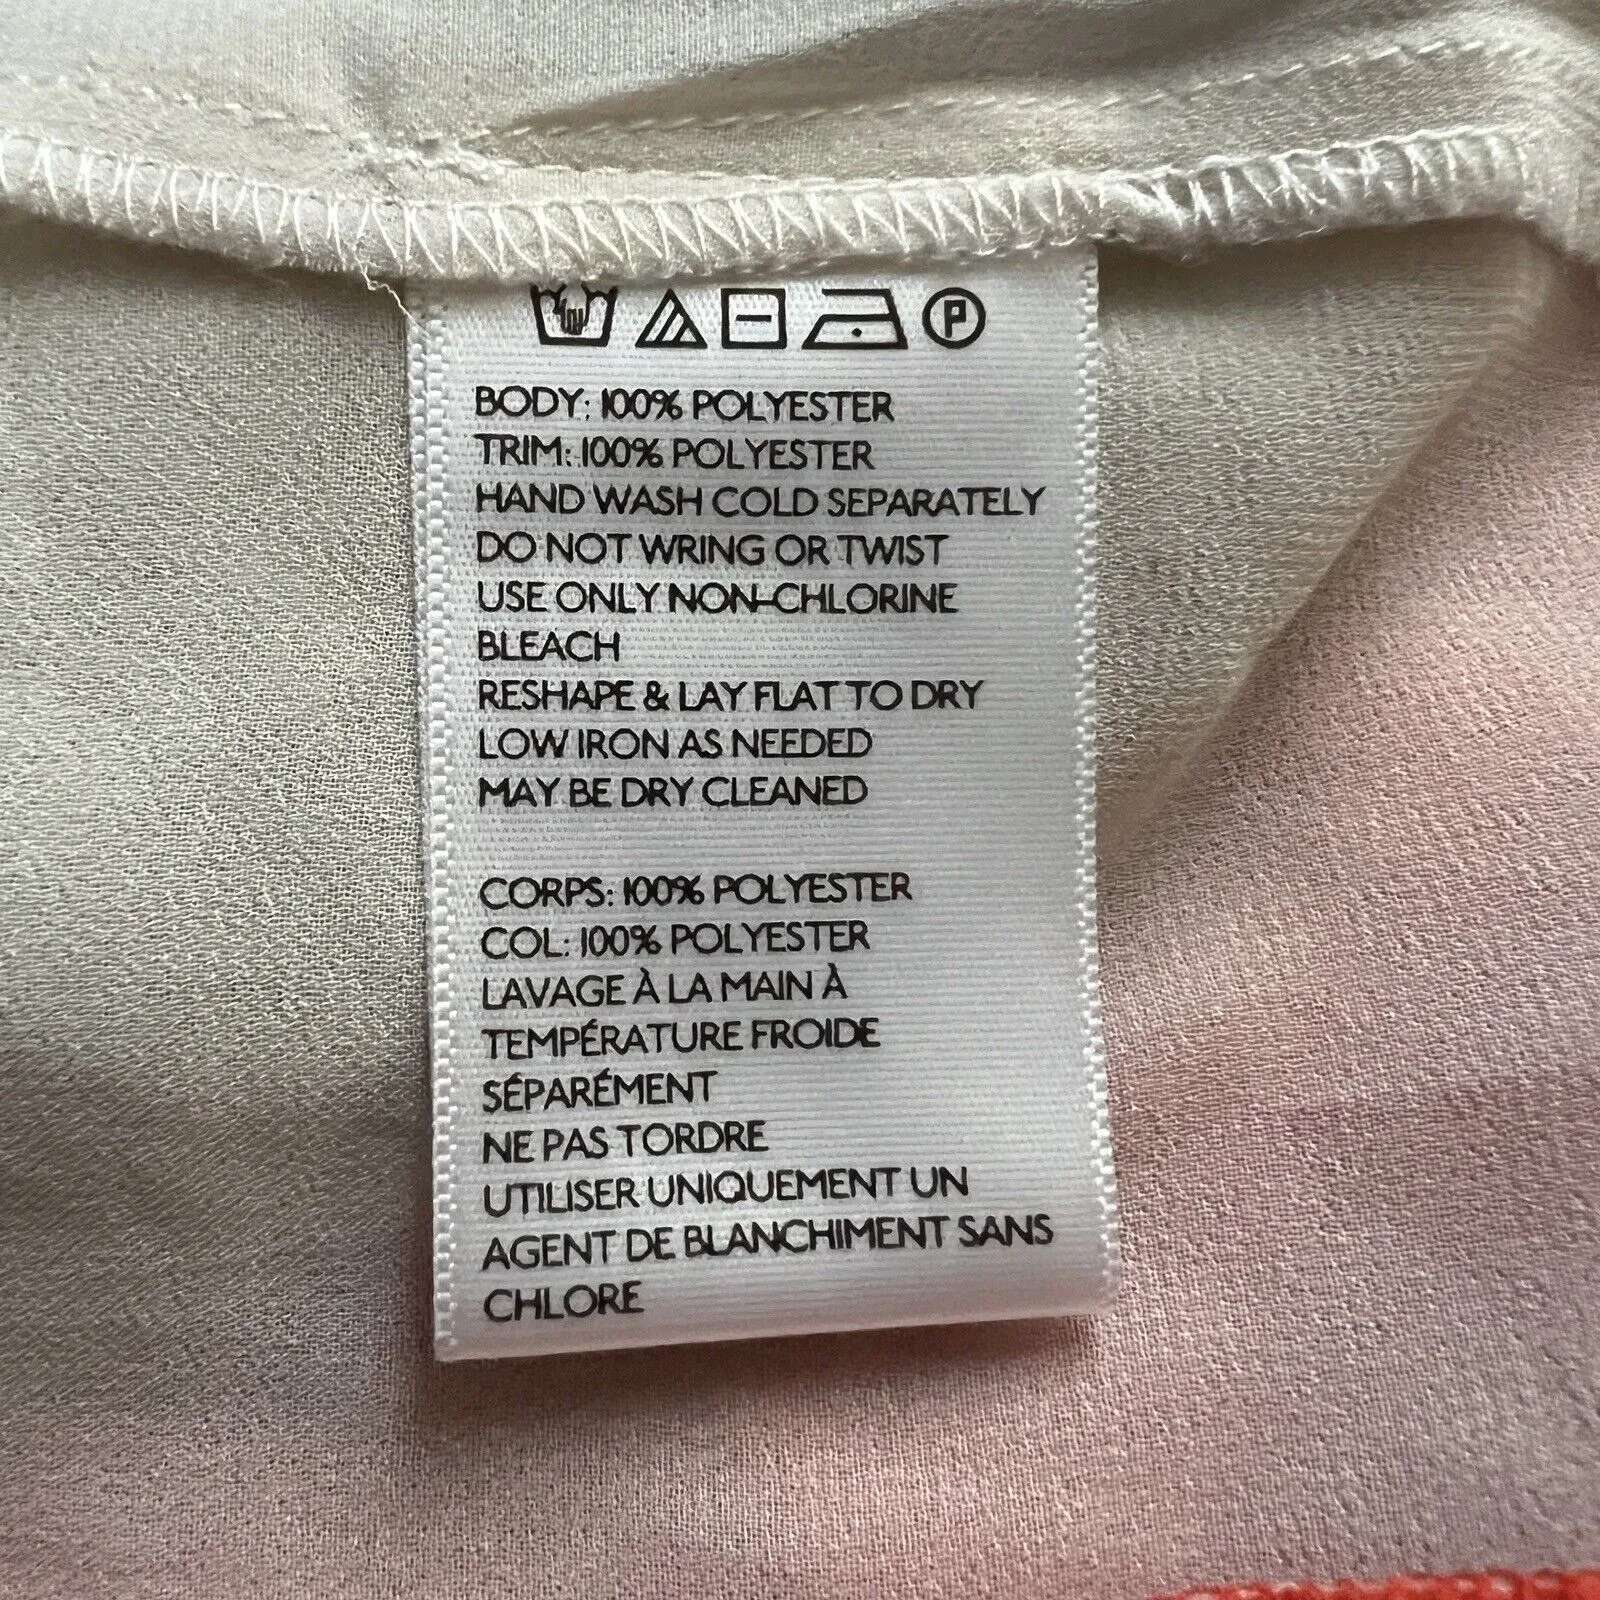 P
BODY: 100% POLYESTER
TRIM: 100% POLYESTER
HAND WASH COLD SEPARATELY
DO NOT WRING OR TWIST
USE ONLY NON-CHLORINE
BLEACH
RESHAPE & LAY FLAT TO DRY
LOW IRON AS NEEDED
MAY BE DRY CLEANED
CORPS: 100% POLYESTER
COL: 100% POLYESTER
LAVAGE À LA MAIN À
TEMPÉRATURE FROIDE
SÉPARÉMENT
NE PAS TORDRE
UTILISER UNIQUEMENT UN
AGENT DE BLANCHIMENT SANS
CHLORE